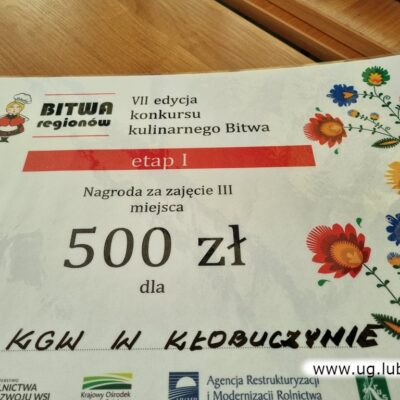 BITWA
regionów
VII edycja
konkursu
kulinarnego Bitwa
etap I
Nagroda za zajęcie III
miejsca
500 zł
dla
KGW W KŁOBUCZYNIE
www.ug.lub
Krajowy Ośrodek
Agencja Restrukturyzacji
i Modernizacji Rolnictwa